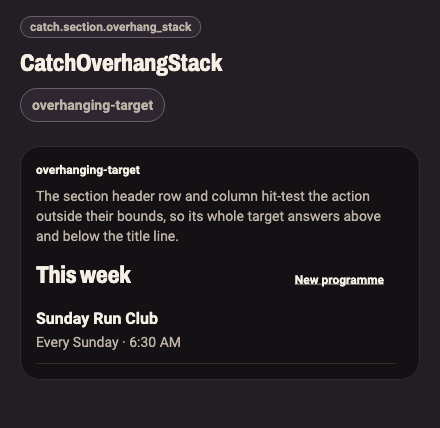 catch.section.overhang_stack
CatchOverhangStack
overhanging-target
overhanging-target
The section header row and column hit-test the action
outside their bounds, so its whole target answers above
and below the title line.
This week
New programme
Sunday Run Club
Every Sunday · 6:30 AM